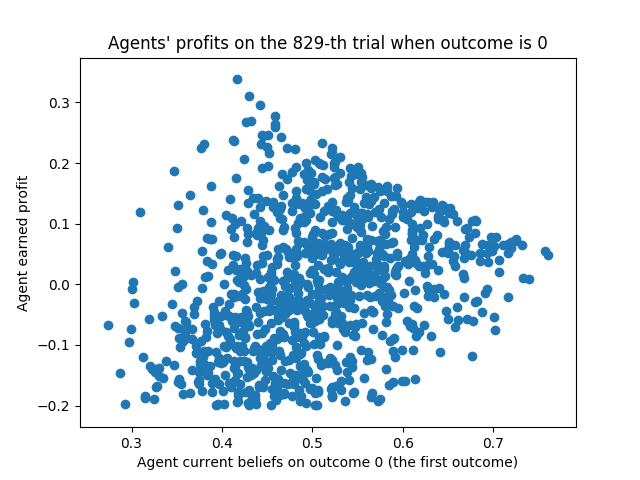 Agents' profits on the 829-th trial when outcome is 0
0.3
0.2
0.1
0.0
−0.1
−0.2
Agent earned profit
0.3 0.4 0.5 0.6 0.7
Agent current beliefs on outcome 0 (the first outcome)